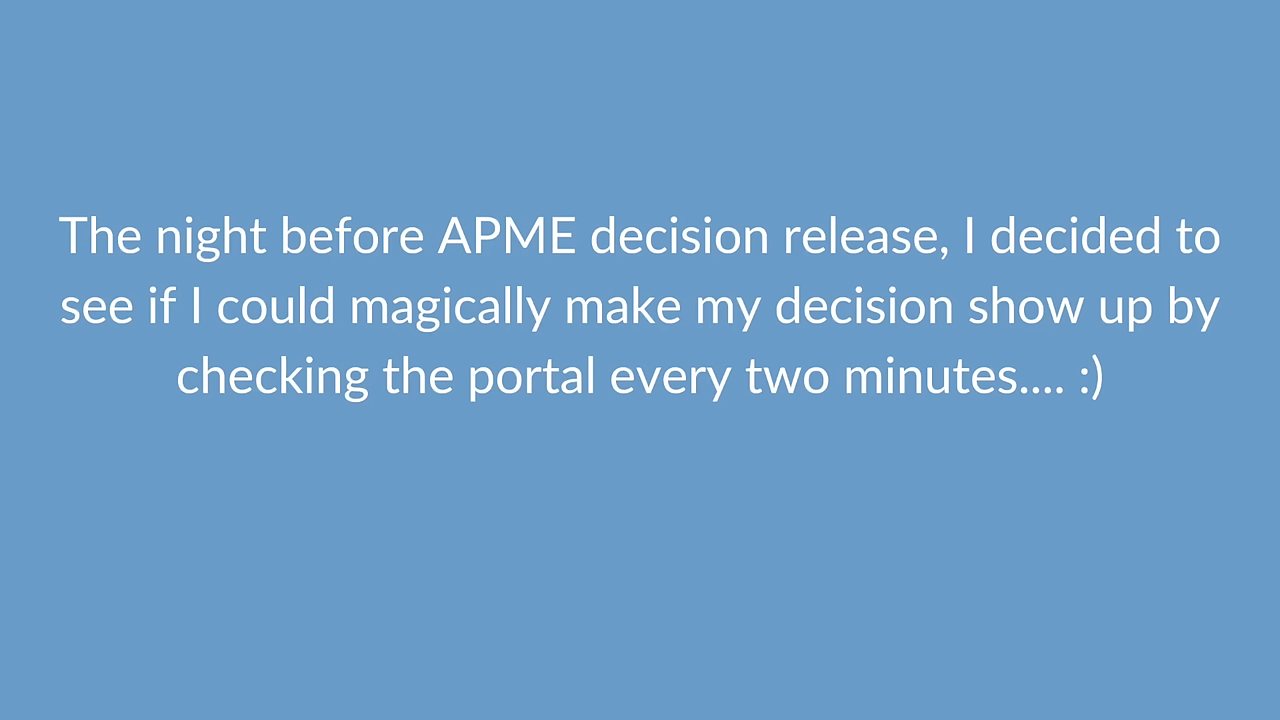 The night before APME decision release, I decided to
see if I could magically make my decision show up by
checking the portal every two minutes.... :)